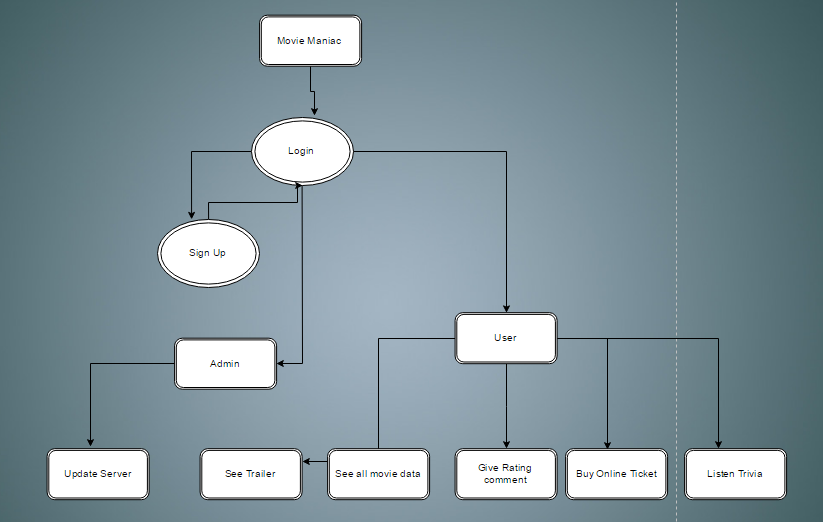 Movie Maniac
Login
Sign Up
User
Admin
Update Server
See Trailer
See all movie data
Give Rating
comment
Buy Online Ticket
Listen Trivia